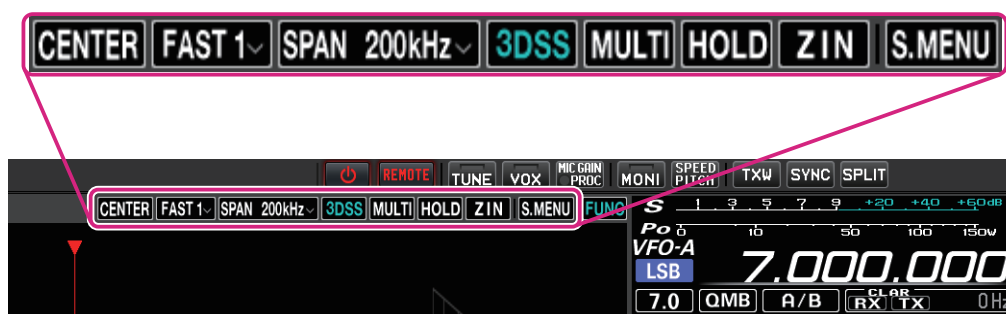 CENTER FAST 1 SPAN 200kHz 3DSS MULTI HOLD ZIN S.MENU
REMOTE TUNE VOX MIC GAIN PROC MONI SPEED PITCH TXW SYNC SPLIT
CENTER FAST 1 SPAN 200kHz 3DSS MULTI HOLD ZIN S.MENU FUNC
S 1 3 5 7 9 +20 +40 +60dB
Po 0 10 50 100 150W
VFO-A
LSB 7.000.000
7.0 QMB A/B CLAR RX TX 0Hz